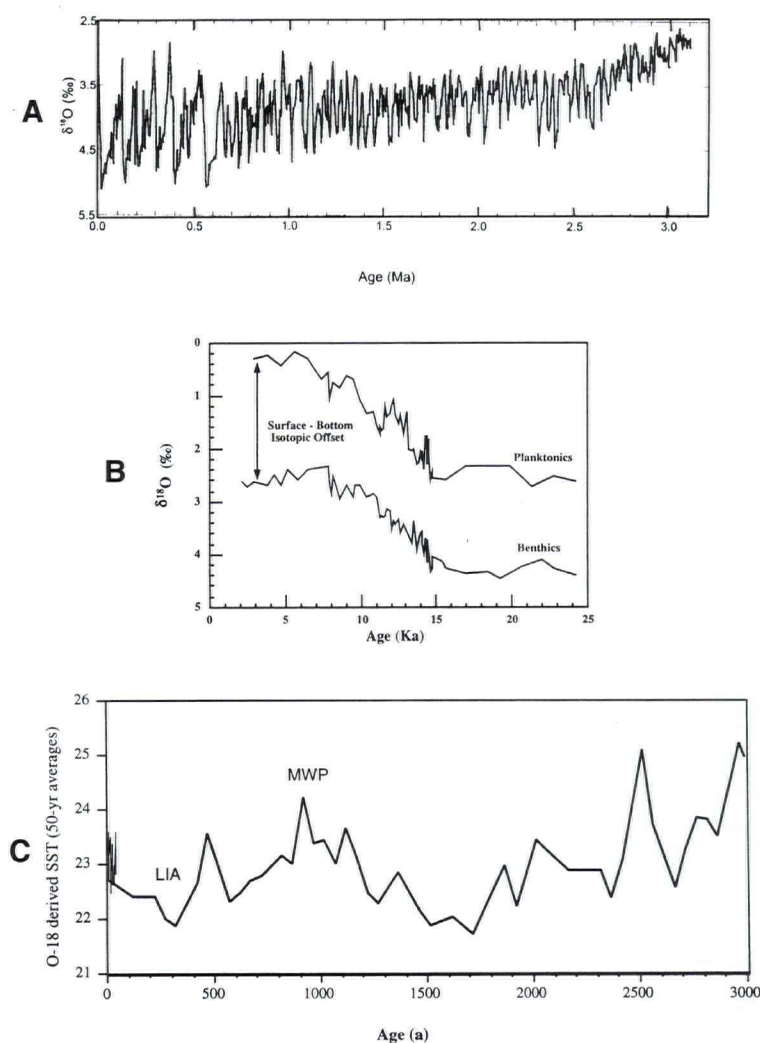 A
δ¹⁸O (‰)
2.5
3.5
4.5
5.5
0.0 0.5 1.0 1.5 2.0 2.5 3.0
Age (Ma)
B
δ¹⁸O (‰)
0
1
2
3
4
5
Surface - Bottom
Isotopic Offset
Planktonics
Benthics
0 5 10 15 20 25
Age (Ka)
C
O-18 derived SST (50-yr averages)
26
25
24
23
22
21
MWP
LIA
0 500 1000 1500 2000 2500 3000
Age (a)